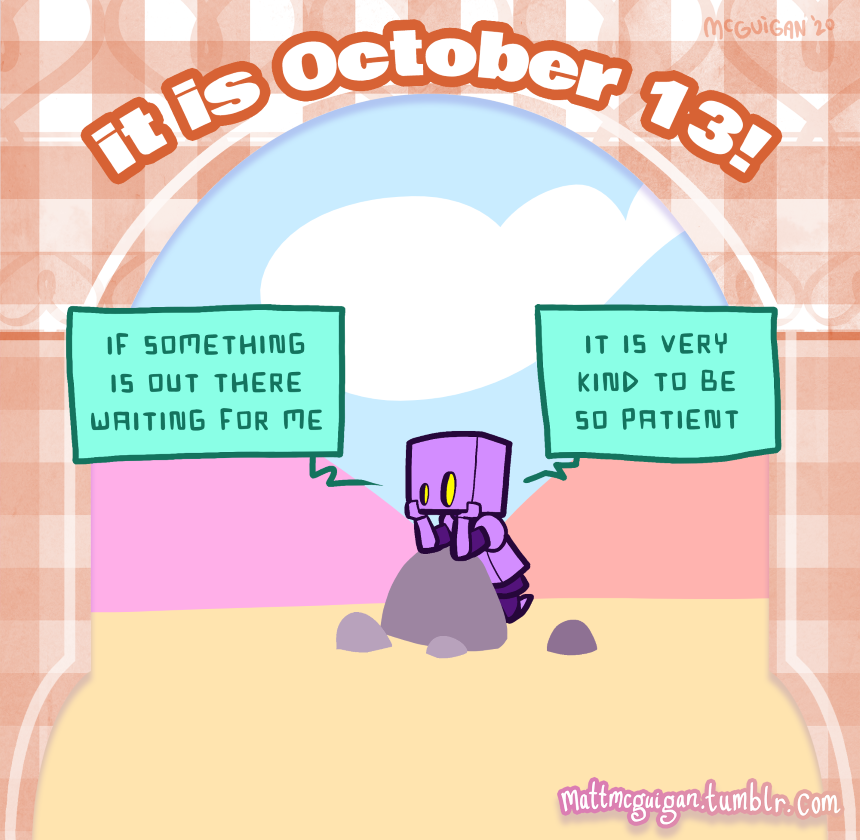 McGUiGAN '20
it is October 13!
IF SOMETHING
IS OUT THERE
WAITING FOR ME
IT IS VERY
KIND TO BE
SO PATIENT
mattmcguigan.tumblr.com